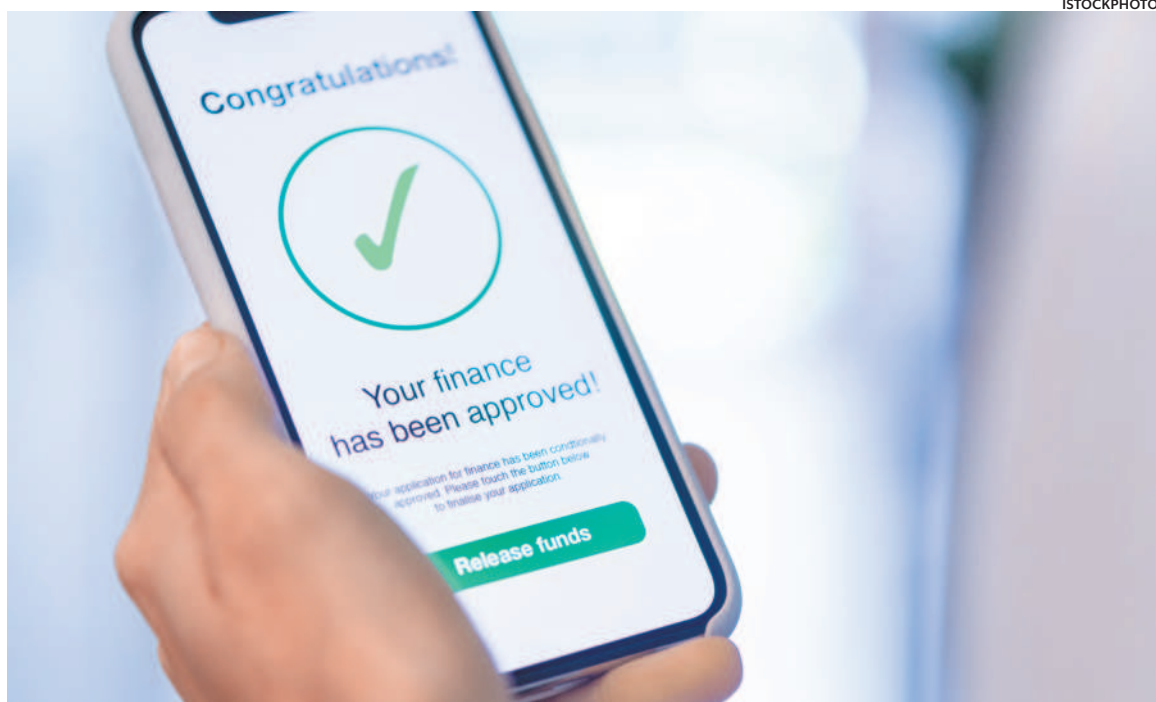 ISTOCKPHOTO
Congratulations!
Your finance
has been approved!
your application for finance has been condtionally
approved. Please touch the button below
to finalise your application
Release funds